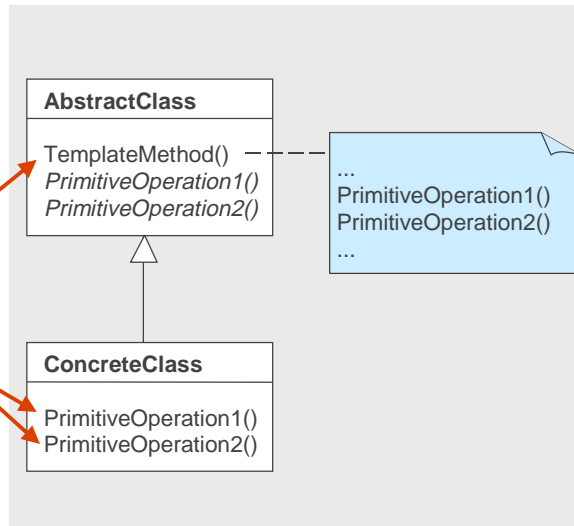 AbstractClass
TemplateMethod()
PrimitiveOperation1()
PrimitiveOperation2()
...
PrimitiveOperation1()
PrimitiveOperation2()
...
ConcreteClass
PrimitiveOperation1()
PrimitiveOperation2()